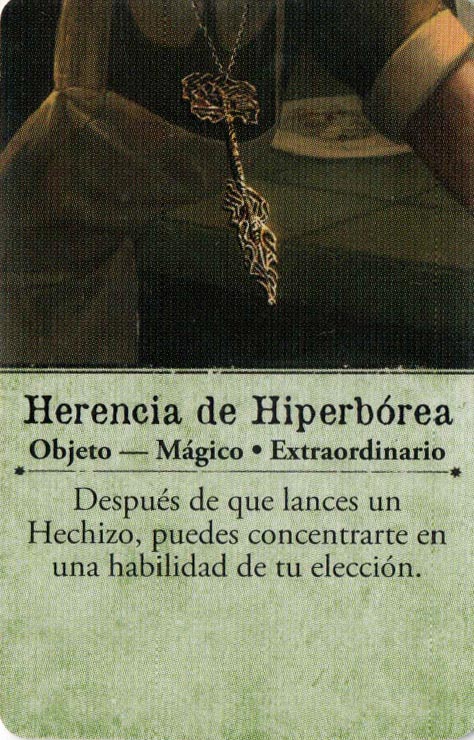 Herencia de Hiperbórea
Objeto — Mágico • Extraordinario
Después de que lances un
Hechizo, puedes concentrarte en
una habilidad de tu elección.